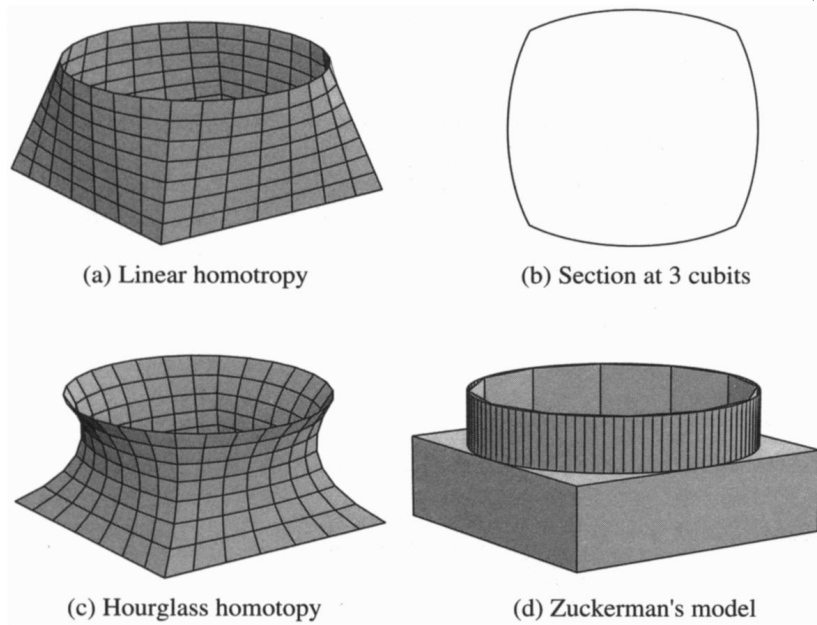 (a) Linear homotropy
(b) Section at 3 cubits
(c) Hourglass homotopy
(d) Zuckerman's model